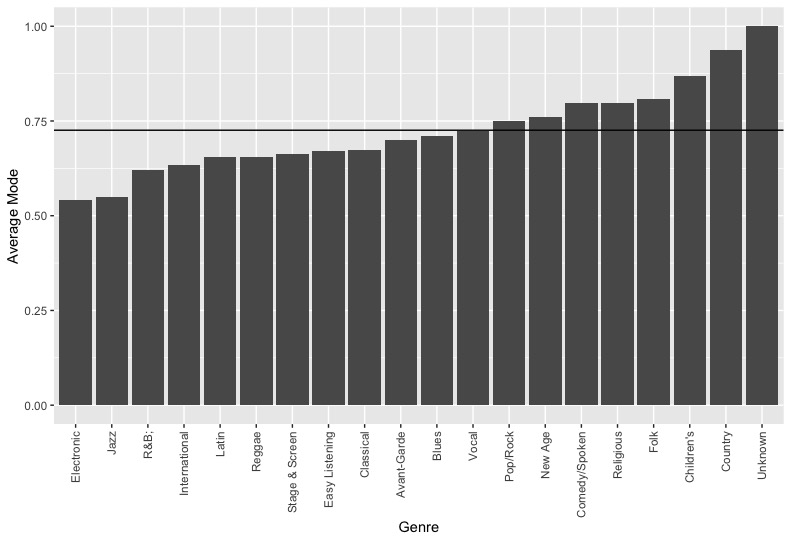 1.00
0.75
0.50
0.25
0.00
Average Mode
Electronic
Jazz
R&B;
International
Latin
Reggae
Stage & Screen
Easy Listening
Classical
Avant-Garde
Blues
Vocal
Pop/Rock
New Age
Comedy/Spoken
Religious
Folk
Children's
Country
Unknown
Genre